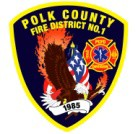 POLK COUNTY
FIRE DISTRICT NO.1
1985